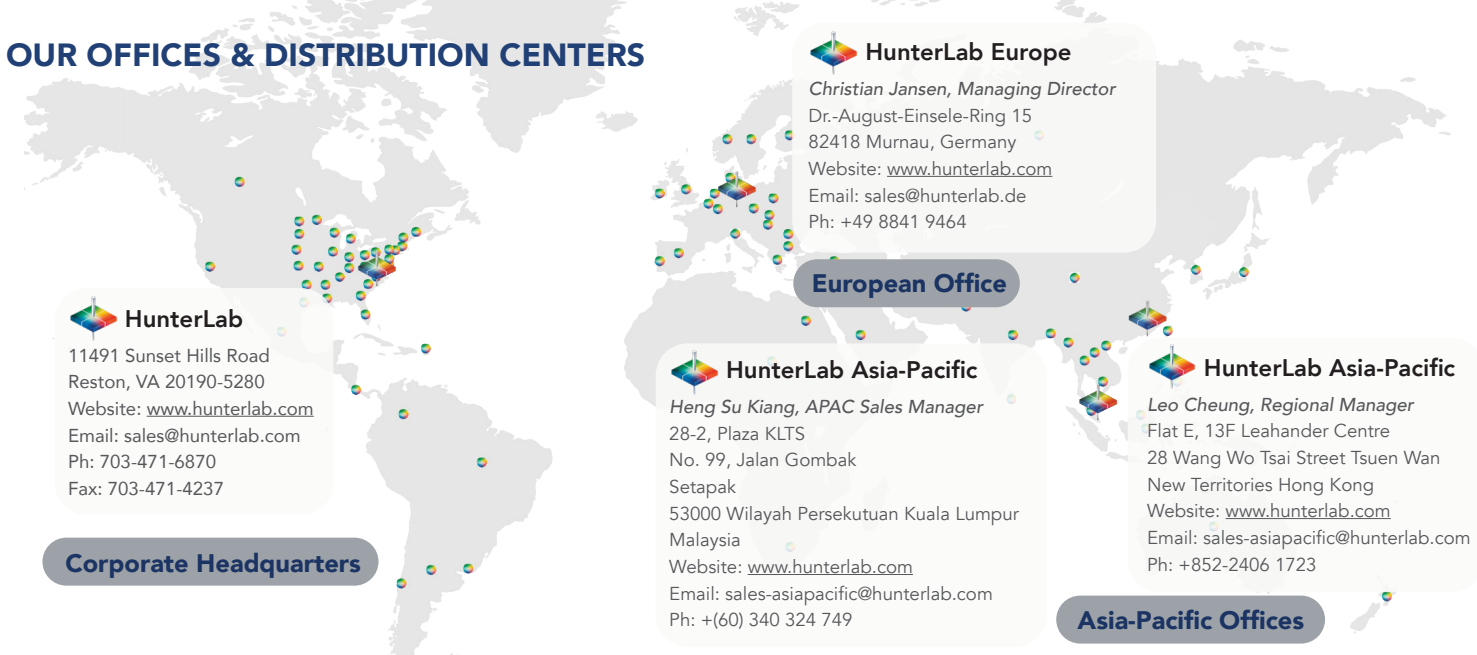 OUR OFFICES & DISTRIBUTION CENTERS
HunterLab
11491 Sunset Hills Road
Reston, VA 20190-5280
Website: www.hunterlab.com
Email: sales@hunterlab.com
Ph: 703-471-6870
Fax: 703-471-4237
Corporate Headquarters
HunterLab Europe
Christian Jansen, Managing Director
Dr.-August-Einsele-Ring 15
82418 Murnau, Germany
Website: www.hunterlab.com
Email: sales@hunterlab.de
Ph: +49 8841 9464
European Office
HunterLab Asia-Pacific
Heng Su Kiang, APAC Sales Manager
28-2, Plaza KLTS
No. 99, Jalan Gombak
Setapak
53000 Wilayah Persekutuan Kuala Lumpur
Malaysia
Website: www.hunterlab.com
Email: sales-asiapacific@hunterlab.com
Ph: +(60) 340 324 749
HunterLab Asia-Pacific
Leo Cheung, Regional Manager
Flat E, 13F Leahander Centre
28 Wang Wo Tsai Street Tsuen Wan
New Territories Hong Kong
Website: www.hunterlab.com
Email: sales-asiapacific@hunterlab.com
Ph: +852-2406 1723
Asia-Pacific Offices